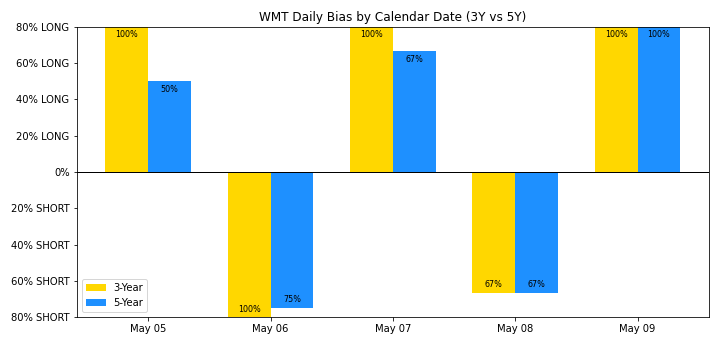 WMT Daily Bias by Calendar Date (3Y vs 5Y)
80% LONG
60% LONG
40% LONG
20% LONG
0%
20% SHORT
40% SHORT
60% SHORT
80% SHORT
100%
50%
100%
75%
100%
67%
67%
67%
100%
100%
3-Year
5-Year
May 05
May 06
May 07
May 08
May 09